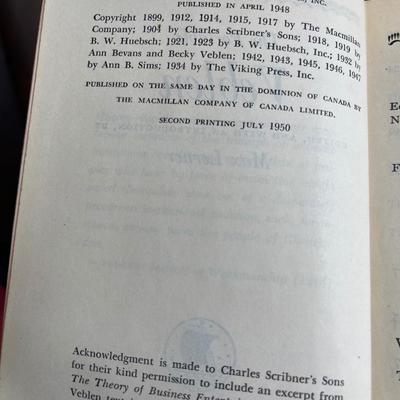 INC.
PUBLISHED IN APRIL 1948
Copyright 1899, 1912, 1914, 1915, 1917 by The Macmillan
Company; 1904 by Charles Scribner's Sons; 1918, 1919 by
B. W. Huebsch; 1921, 1923 by B. W. Huebsch, Inc.; 1932 by
Ann Bevans and Becky Veblen; 1942, 1943, 1945, 1946, 1947
by Ann B. Sims; 1934 by The Viking Press, Inc.
PUBLISHED ON THE SAME DAY IN THE DOMINION OF CANADA BY
THE MACMILLAN COMPANY OF CANADA LIMITED.
SECOND PRINTING JULY 1950
Acknowledgment is made to Charles Scribner's Sons
for their kind permission to include an excerpt from
The Theory of Business
Veblen